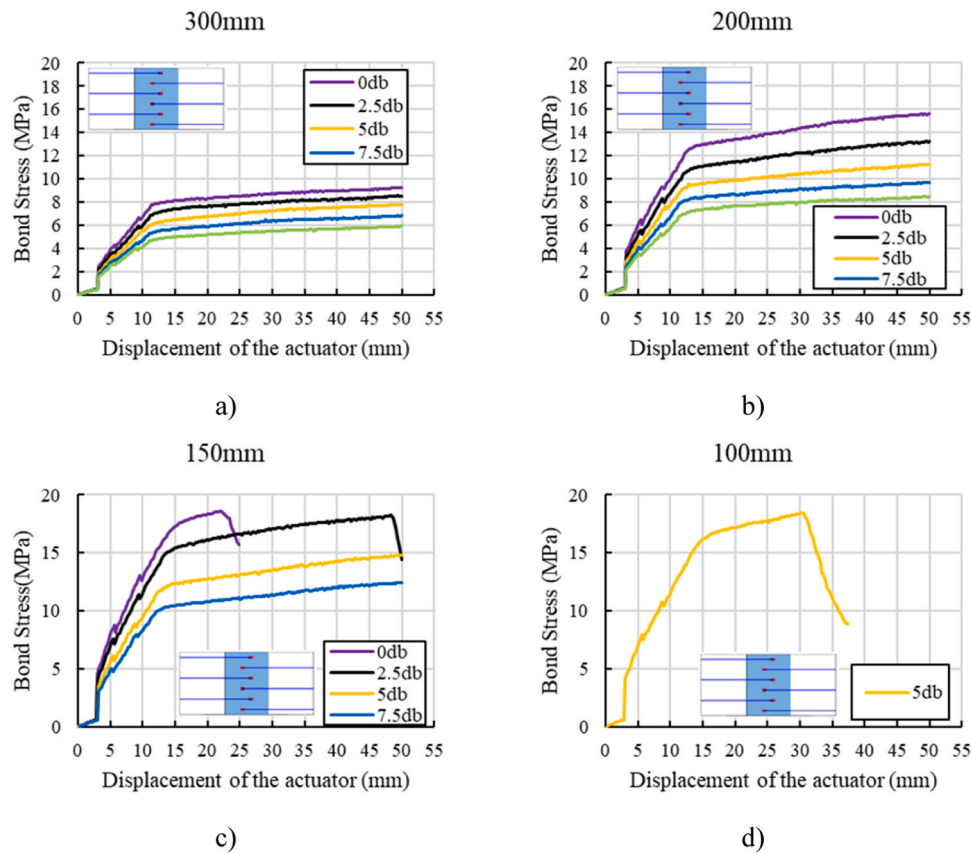 300mm
Bond Stress (MPa)
20
18
16
14
12
10
8
6
4
2
0
0db
2.5db
5db
7.5db
0 5 10 15 20 25 30 35 40 45 50 55
Displacement of the actuator (mm)
a)
200mm
Bond Stress (MPa)
20
18
16
14
12
10
8
6
4
2
0
0db
2.5db
5db
7.5db
0 5 10 15 20 25 30 35 40 45 50 55
Displacement of the actuator (mm)
b)
150mm
Bond Stress(MPa)
20
15
10
5
0
0db
2.5db
5db
7.5db
0 5 10 15 20 25 30 35 40 45 50 55
Displacement of the actuator (mm)
c)
100mm
Bond Stress (MPa)
20
15
10
5
0
5db
0 5 10 15 20 25 30 35 40 45 50 55
Displacement of the actuator (mm)
d)